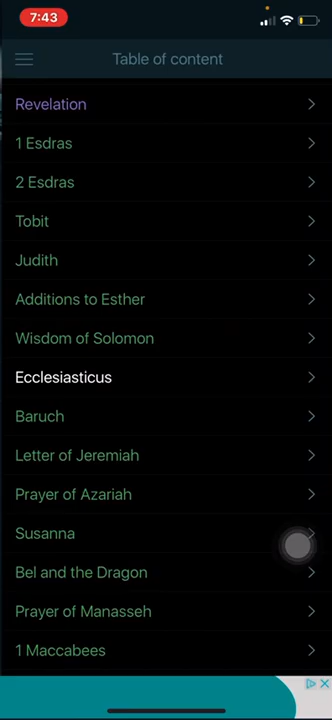 7:43
Table of content
Revelation
1 Esdras
2 Esdras
Tobit
Judith
Additions to Esther
Wisdom of Solomon
Ecclesiasticus
Baruch
Letter of Jeremiah
Prayer of Azariah
Susanna
Bel and the Dragon
Prayer of Manasseh
1 Maccabees